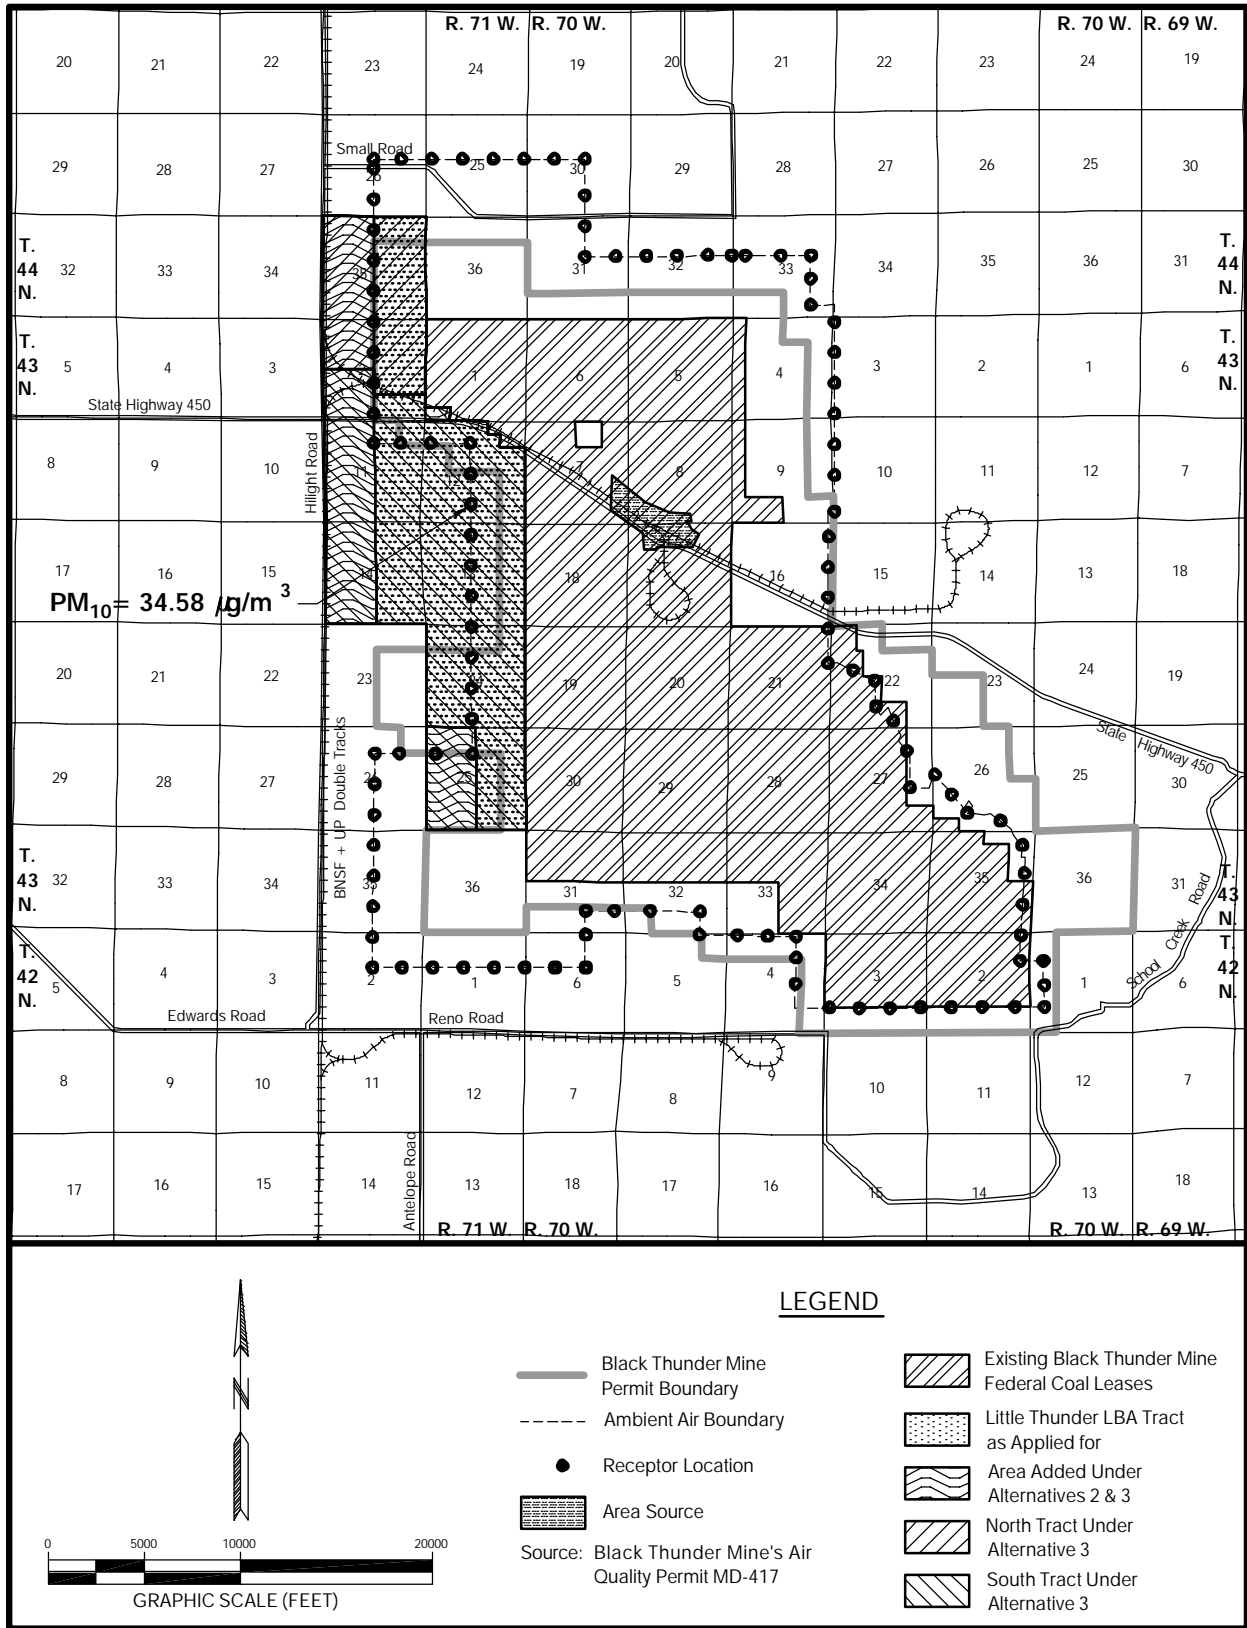 R. 71 W. R. 70 W. R. 70 W. R. 69 W.
20 21 22 23 24 19 20 21 22 23 24 19
Small Road
29 28 27 26 25 30 29 28 27 26 25 30
T. 44 N. T. 44 N.
32 33 34 35 36 31 32 33 34 35 36 31
T. 43 N. T. 43 N.
5 4 3 1 6 5 4 3 2 1 6
State Highway 450
Hilight Road
8 9 10 11 12 7 8 9 10 11 12 7
17 16 15 14 13 18 16 15 14 13 18
PM10 = 34.58 µg/m 3
20 21 22 23 24 19 20 21 22 23 24 19
State Highway 450
BNSF + UP Double Tracks
29 28 27 26 25 30 29 28 27 26 25 30
T. 43 N. T. 43 N.
32 33 34 35 36 31 32 33 34 35 36 31
School Creek Road
T. 42 N. T. 42 N.
5 4 3 2 1 6 5 4 3 2 1 6
Edwards Road Reno Road
8 9 10 11 12 7 8 9 10 11 12 7
Antelope Road
17 16 15 14 13 18 17 16 15 14 13 18
R. 71 W. R. 70 W. R. 70 W. R. 69 W.
LEGEND
Black Thunder Mine
Permit Boundary
Ambient Air Boundary
Receptor Location
Area Source
Source: Black Thunder Mine's Air
Quality Permit MD-417
Existing Black Thunder Mine
Federal Coal Leases
Little Thunder LBA Tract
as Applied for
Area Added Under
Alternatives 2 & 3
North Tract Under
Alternative 3
South Tract Under
Alternative 3
N
0 5000 10000 20000
GRAPHIC SCALE (FEET)